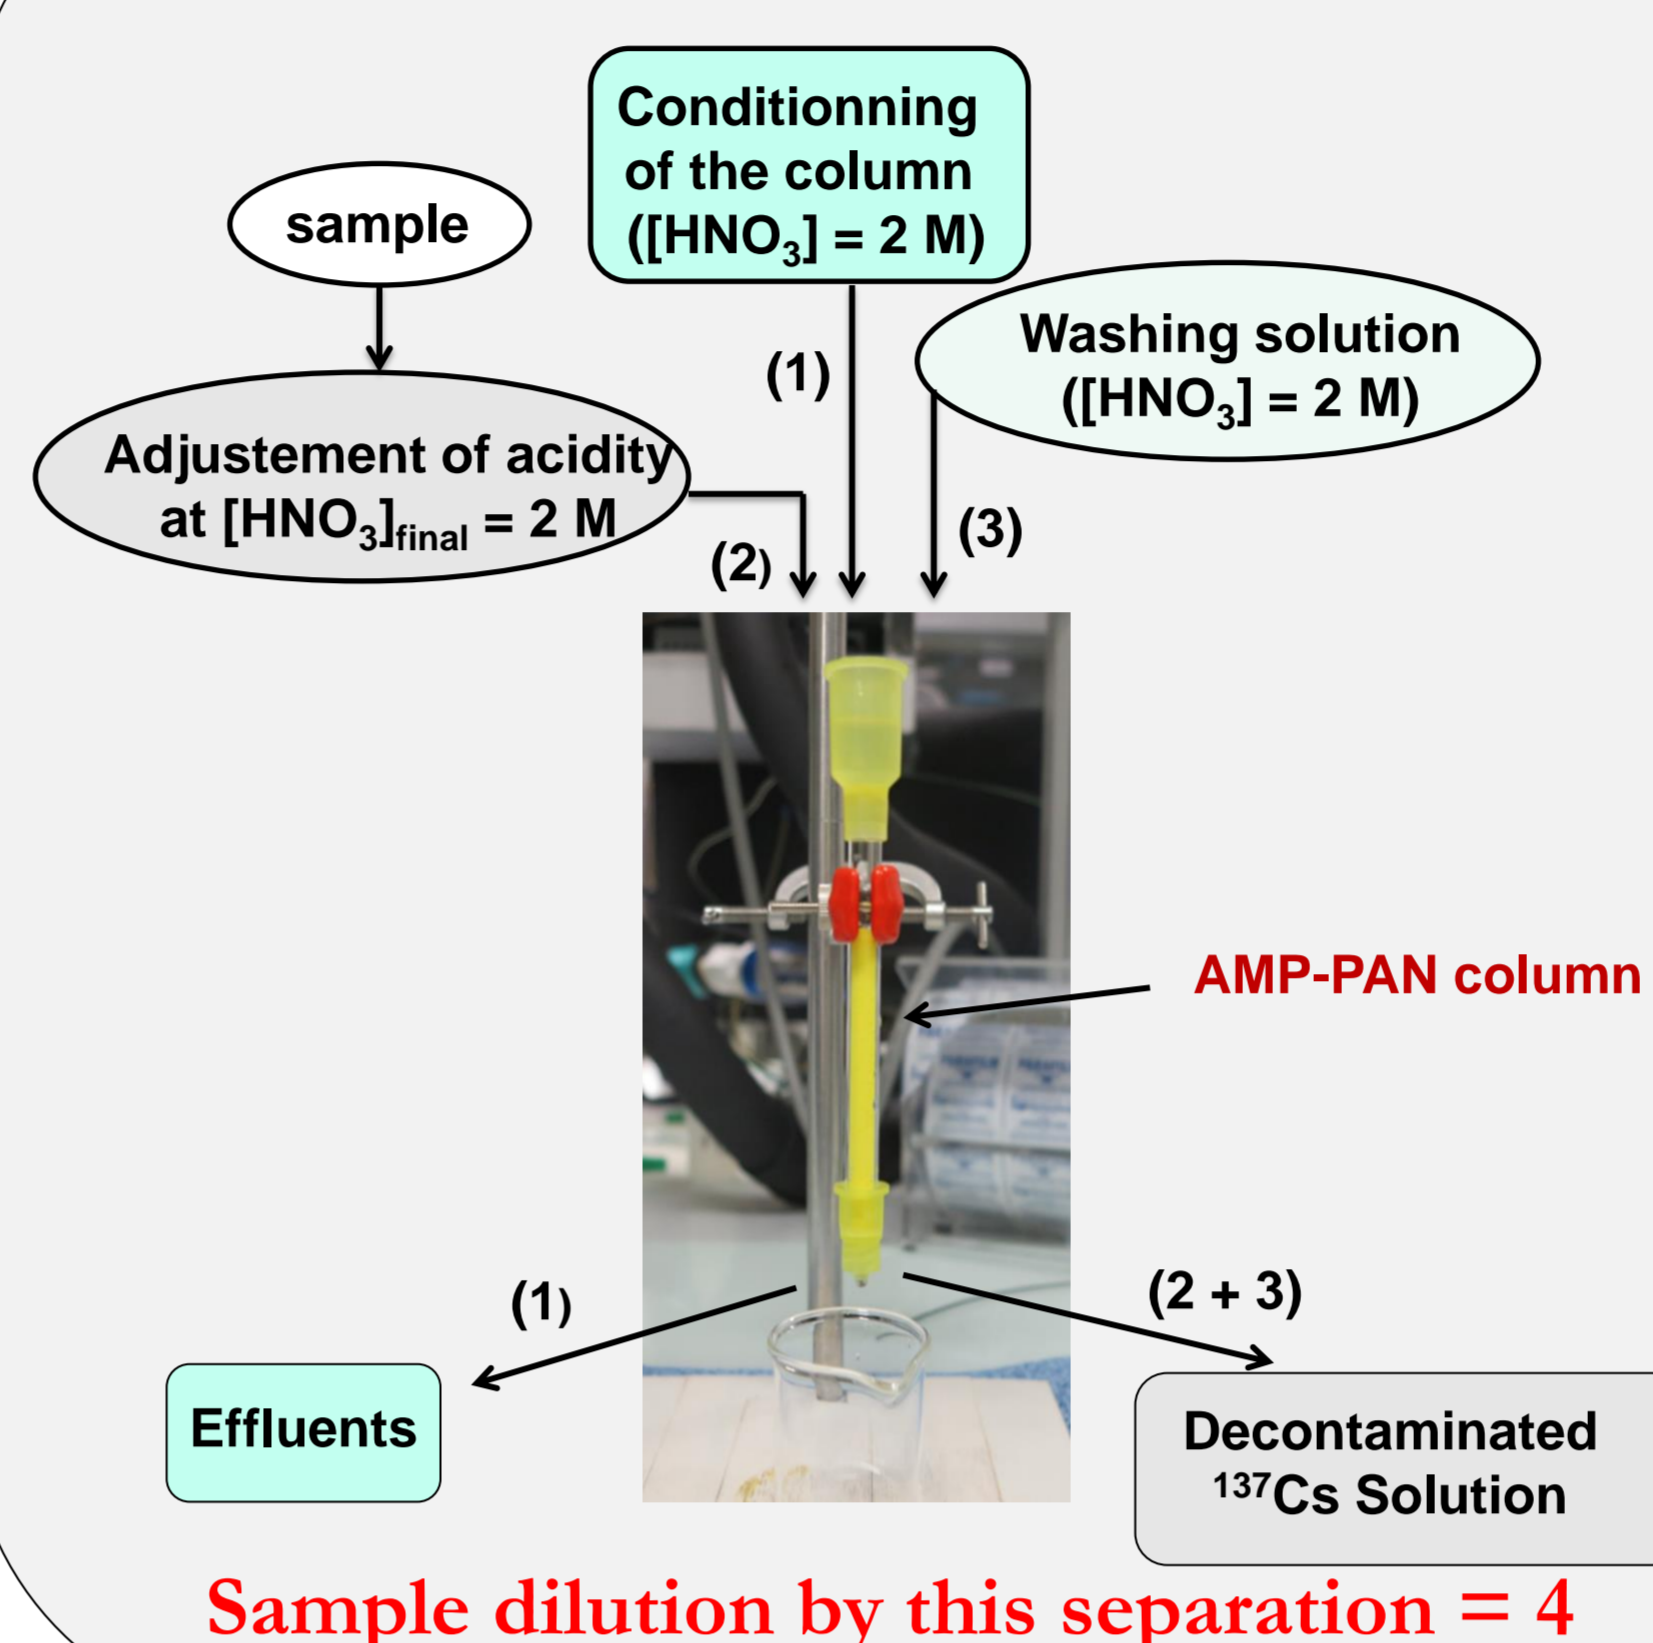 Conditionning
of the column
([HNO₃] = 2 M)
sample
Washing solution
([HNO₃] = 2 M)
(1)
Adjustement of acidity
at [HNO₃]final = 2 M
(2)
(3)
AMP-PAN column
(1)
(2 + 3)
Effluents
Decontaminated
¹³⁷Cs Solution
Sample dilution by this separation = 4